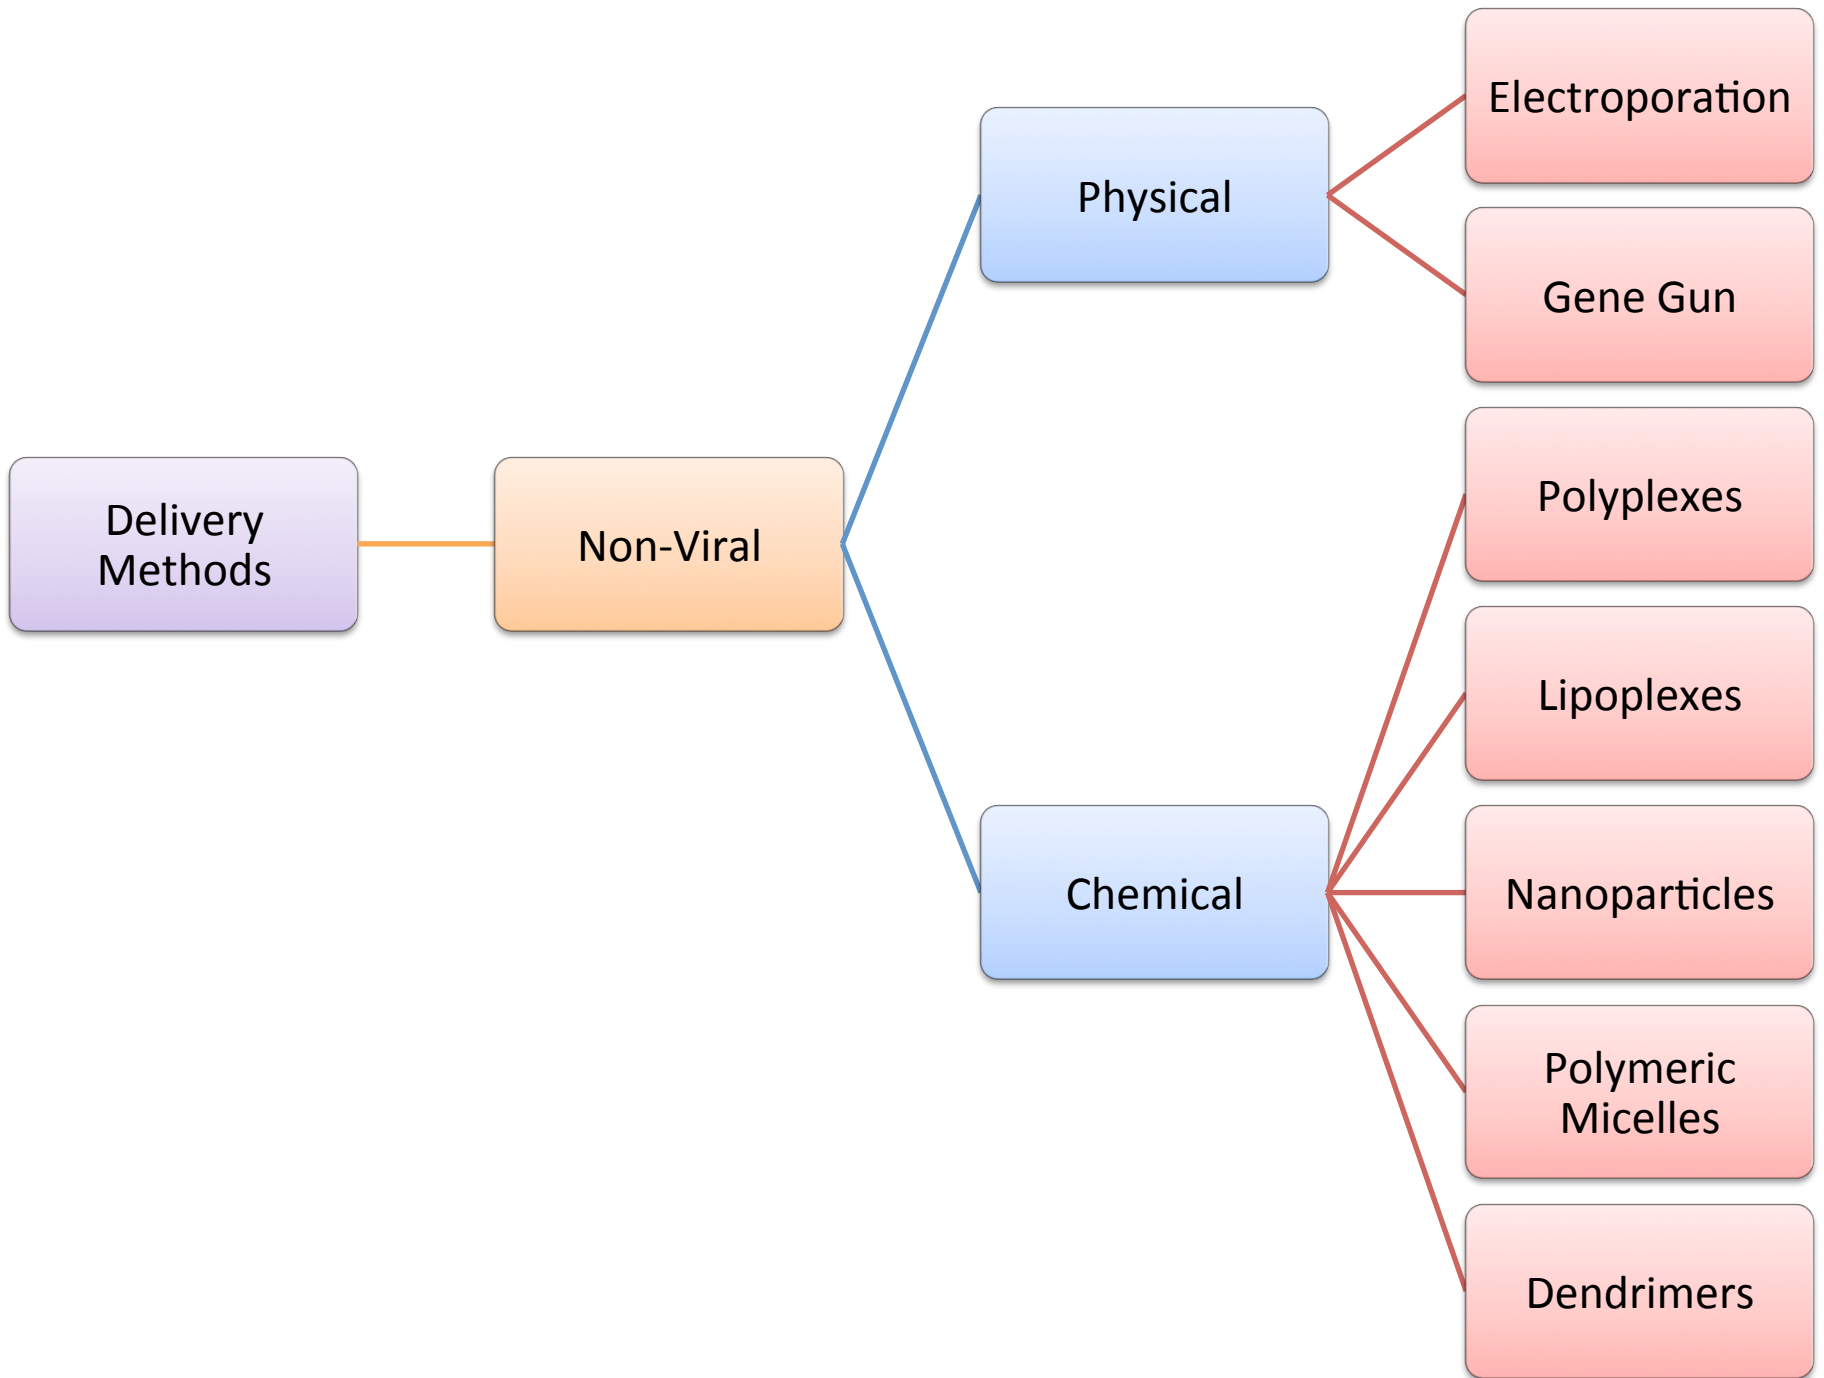 Delivery
Methods
Non-Viral
Physical
Chemical
Electroporation
Gene Gun
Polyplexes
Lipoplexes
Nanoparticles
Polymeric
Micelles
Dendrimers